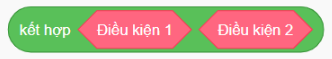 kết hợp Điều kiện 1 Điều kiện 2